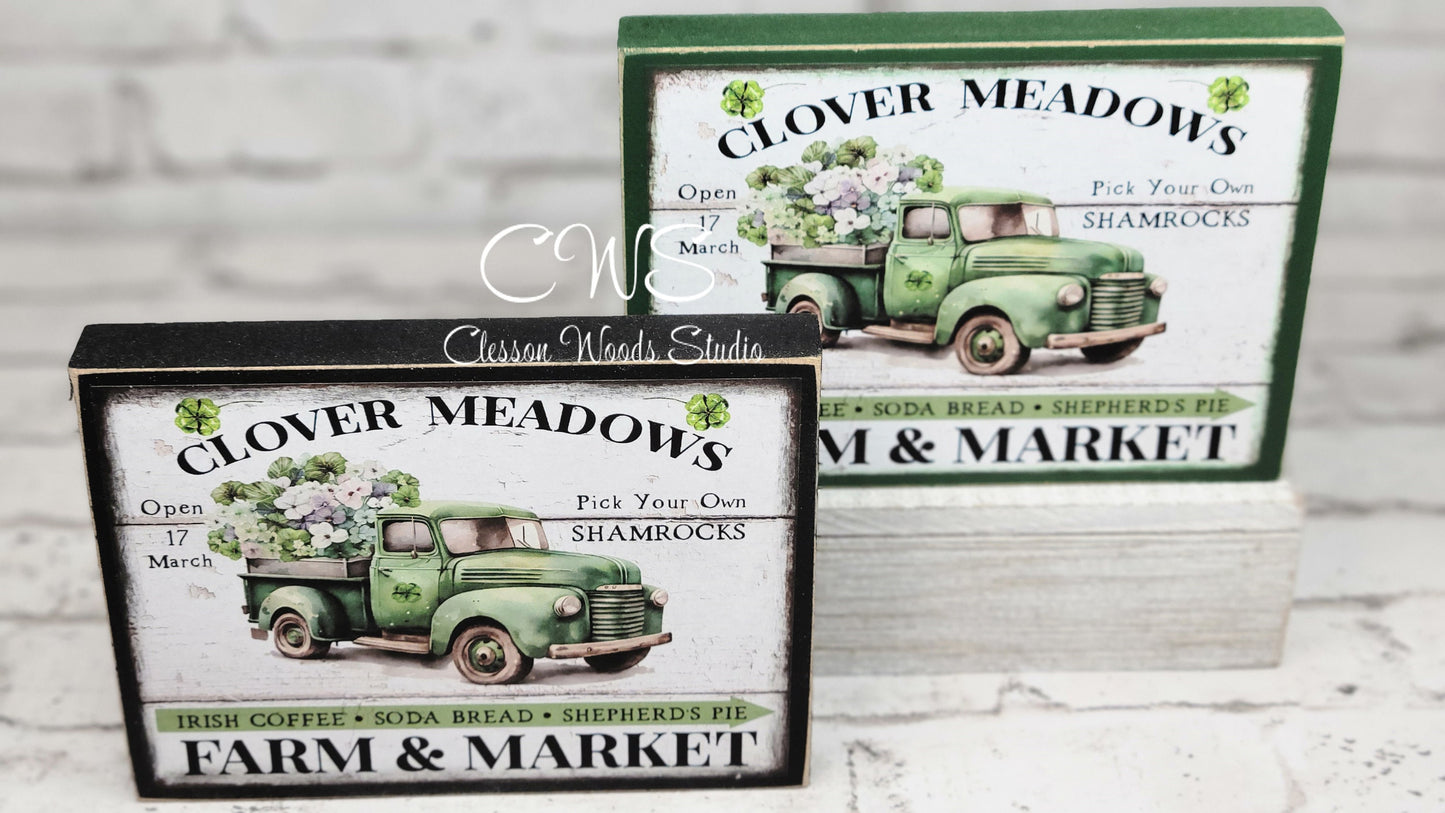 CLOVER MEADOWS
Open
17
March
Pick Your Own
SHAMROCKS
EE • SODA BREAD • SHEPHERD'S PIE
M & MARKET
CWS
Clesson Woods Studio
CLOVER MEADOWS
Open
17
March
Pick Your Own
SHAMROCKS
IRISH COFFEE • SODA BREAD • SHEPHERD'S PIE
FARM & MARKET